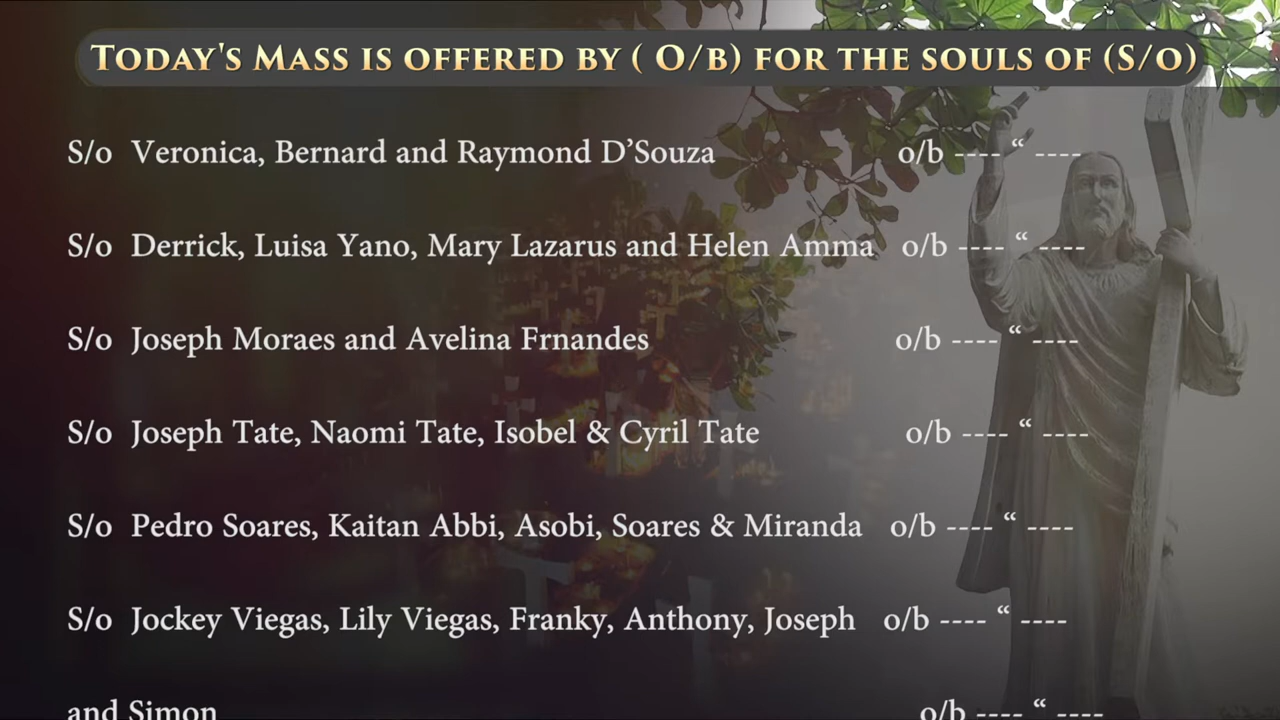 TODAY'S MASS IS OFFERED BY ( O/B) FOR THE SOULS OF (S/O)
S/o Veronica, Bernard and Raymond D’Souza o/b ---- “ ----
S/o Derrick, Luisa Yano, Mary Lazarus and Helen Amma o/b ---- “ ----
S/o Joseph Moraes and Avelina Frnandes o/b ---- “ ----
S/o Joseph Tate, Naomi Tate, Isobel & Cyril Tate o/b ---- “ ----
S/o Pedro Soares, Kaitan Abbi, Asobi, Soares & Miranda o/b ---- “ ----
S/o Jockey Viegas, Lily Viegas, Franky, Anthony, Joseph o/b ---- “ ----
and Simon o/b ---- “ ----